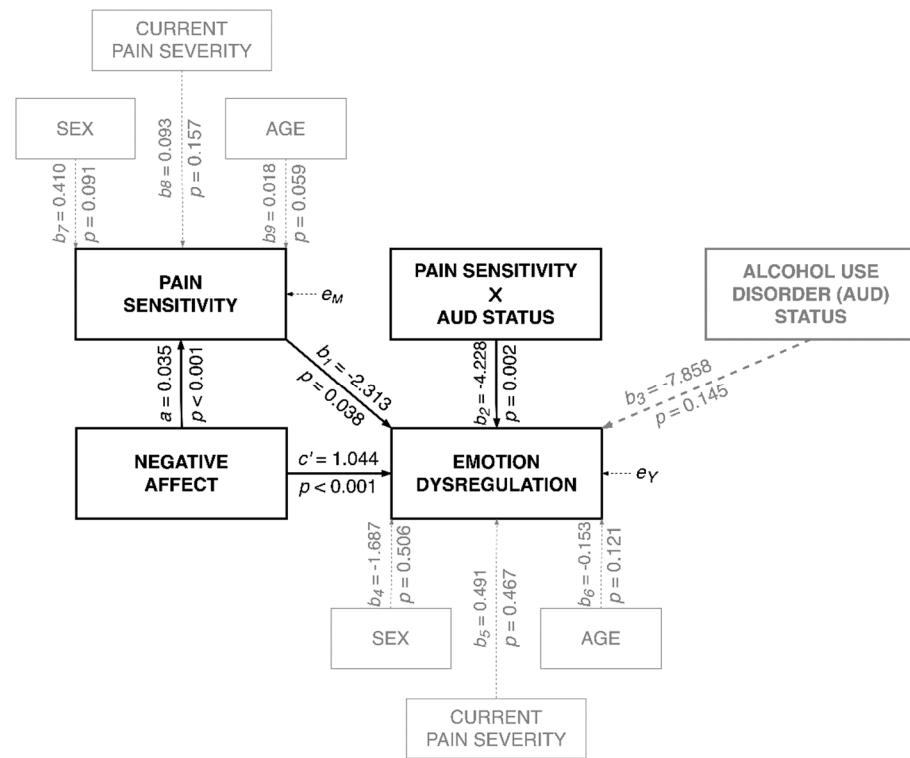 CURRENT
PAIN SEVERITY
SEX
AGE
b7 = 0.410
p = 0.091
b8 = 0.093
p = 0.157
b9 = 0.018
p = 0.059
PAIN
SENSITIVITY
eM
PAIN SENSITIVITY
X
AUD STATUS
ALCOHOL USE
DISORDER (AUD)
STATUS
a = 0.035
p < 0.001
b1 = -2.313
p = 0.038
b2 = -4.228
p = 0.002
b3 = -7.858
p = 0.145
NEGATIVE
AFFECT
c' = 1.044
p < 0.001
EMOTION
DYSREGULATION
eY
b4 = -1.687
p = 0.506
b5 = 0.491
p = 0.467
b6 = -0.153
p = 0.121
SEX
AGE
CURRENT
PAIN SEVERITY